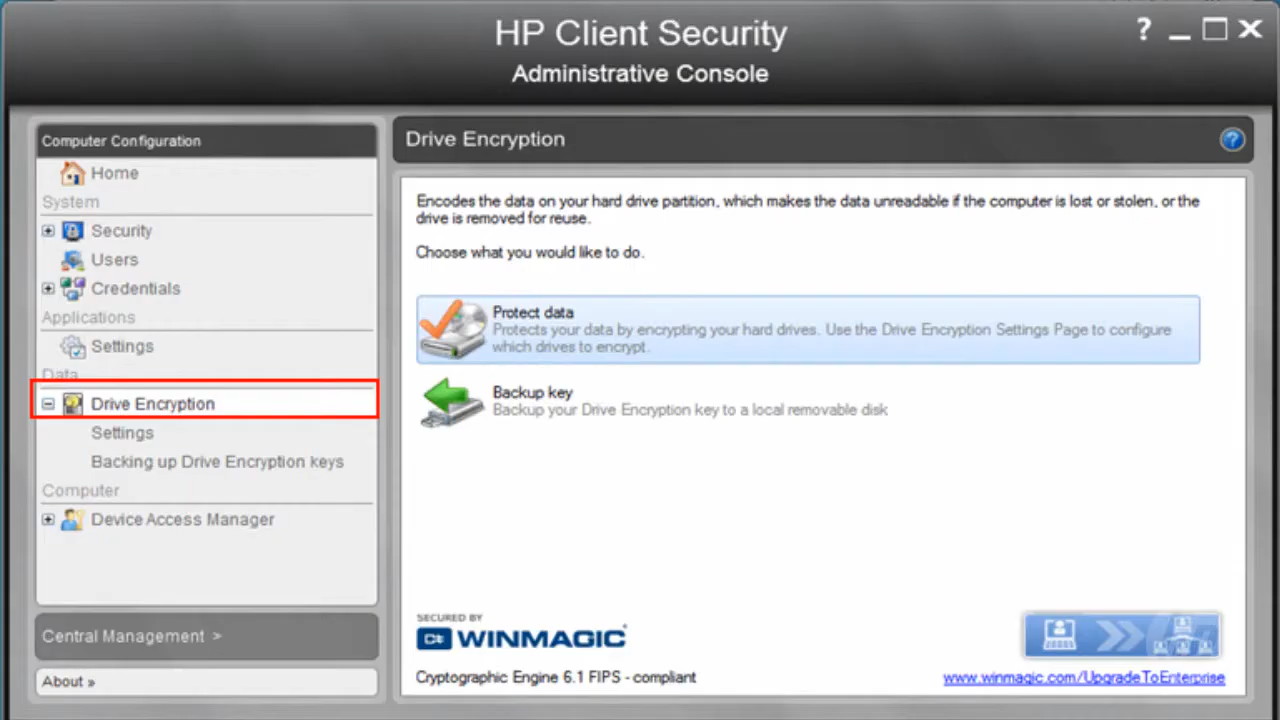 HP Client Security
Administrative Console
Computer Configuration
Home
System
Security
Users
Credentials
Applications
Settings
Data
Drive Encryption
Settings
Backing up Drive Encryption keys
Computer
Device Access Manager
Central Management >
About »
Drive Encryption
Encodes the data on your hard drive partition, which makes the data unreadable if the computer is lost or stolen, or the
drive is removed for reuse.
Choose what you would like to do.
Protect data
Protects your data by encrypting your hard drives. Use the Drive Encryption Settings Page to configure
which drives to encrypt.
Backup key
Backup your Drive Encryption key to a local removable disk
SECURED BY
WINMAGIC
Cryptographic Engine 6.1 FIPS - compliant
www.winmagic.com/UpgradeToEnterprise